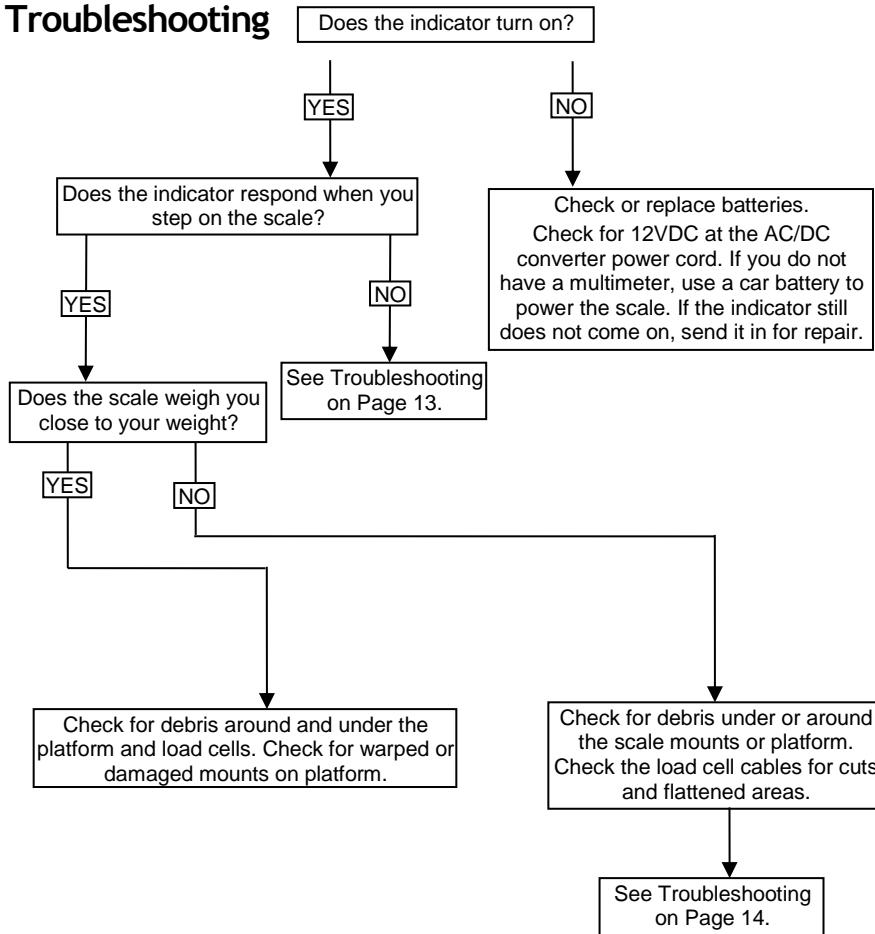 Troubleshooting
Does the indicator turn on?
YES
NO
Does the indicator respond when you
step on the scale?
Check or replace batteries.
Check for 12VDC at the AC/DC
converter power cord. If you do not
have a multimeter, use a car battery to
power the scale. If the indicator still
does not come on, send it in for repair.
YES
NO
See Troubleshooting
on Page 13.
Does the scale weigh you
close to your weight?
YES
NO
Check for debris around and under the
platform and load cells. Check for warped or
damaged mounts on platform.
Check for debris under or around
the scale mounts or platform.
Check the load cell cables for cuts
and flattened areas.
See Troubleshooting
on Page 14.